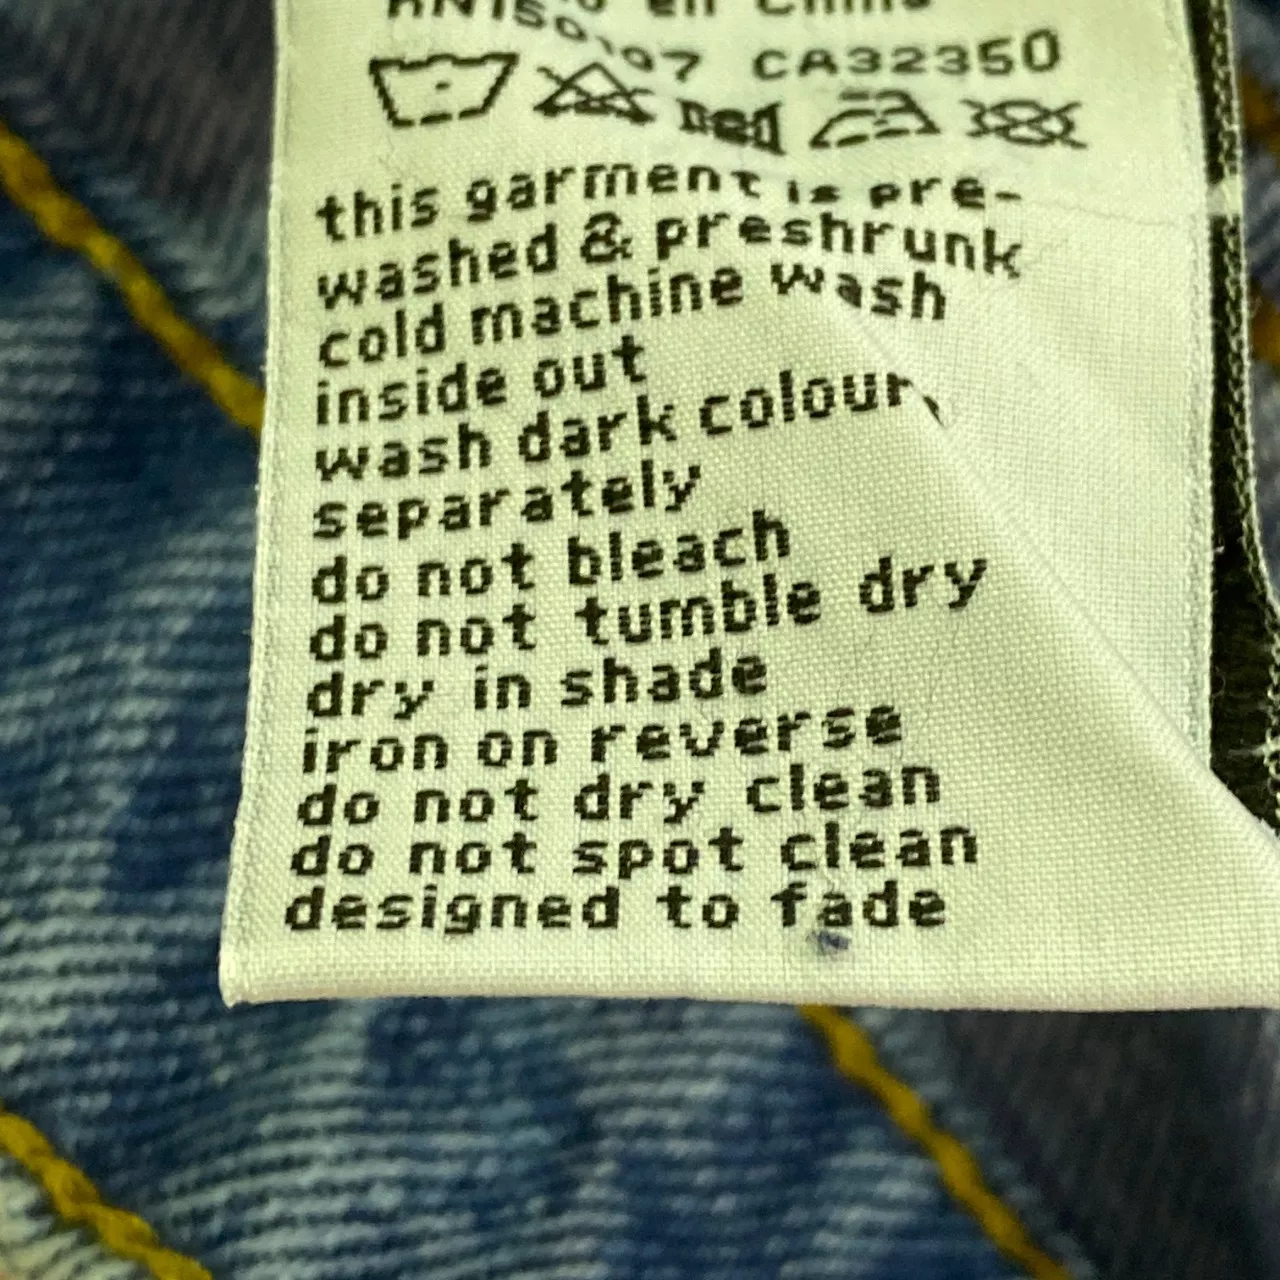 en China
CA32350
this garment is pre-
washed & preshrunk
cold machine wash
inside out
wash dark colour
separately
do not bleach
do not tumble dry
dry in shade
iron on reverse
do not dry clean
do not spot clean
designed to fade